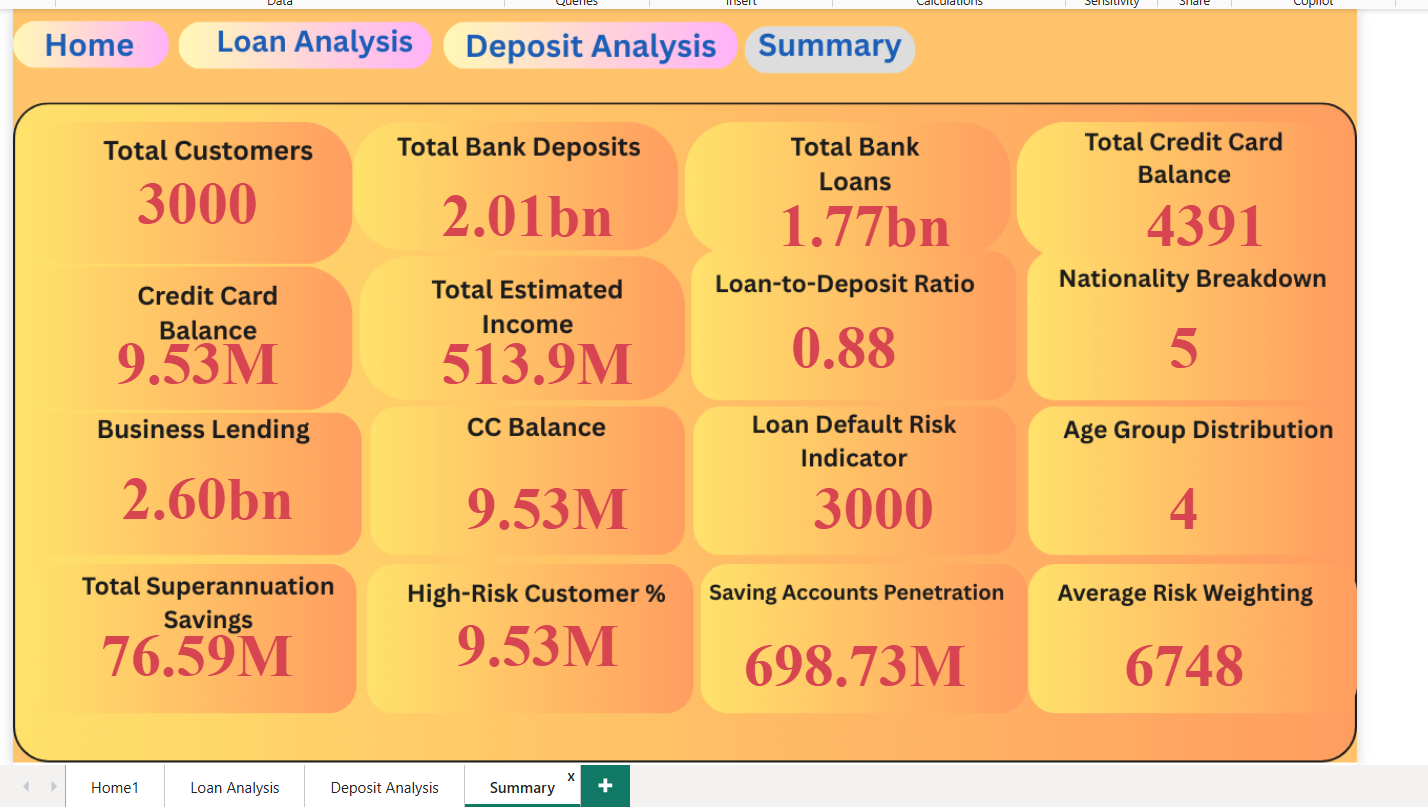 Data Queries Insert Calculations Sensitivity Share Copilot
Home Loan Analysis Deposit Analysis Summary
Total Customers
3000
Total Bank Deposits
2.01bn
Total Bank
Loans
1.77bn
Total Credit Card
Balance
4391
Credit Card
Balance
9.53M
Total Estimated
Income
513.9M
Loan-to-Deposit Ratio
0.88
Nationality Breakdown
5
Business Lending
2.60bn
CC Balance
9.53M
Loan Default Risk
Indicator
3000
Age Group Distribution
4
Total Superannuation
Savings
76.59M
High-Risk Customer %
9.53M
Saving Accounts Penetration
698.73M
Average Risk Weighting
6748
Home1 Loan Analysis Deposit Analysis Summary x +